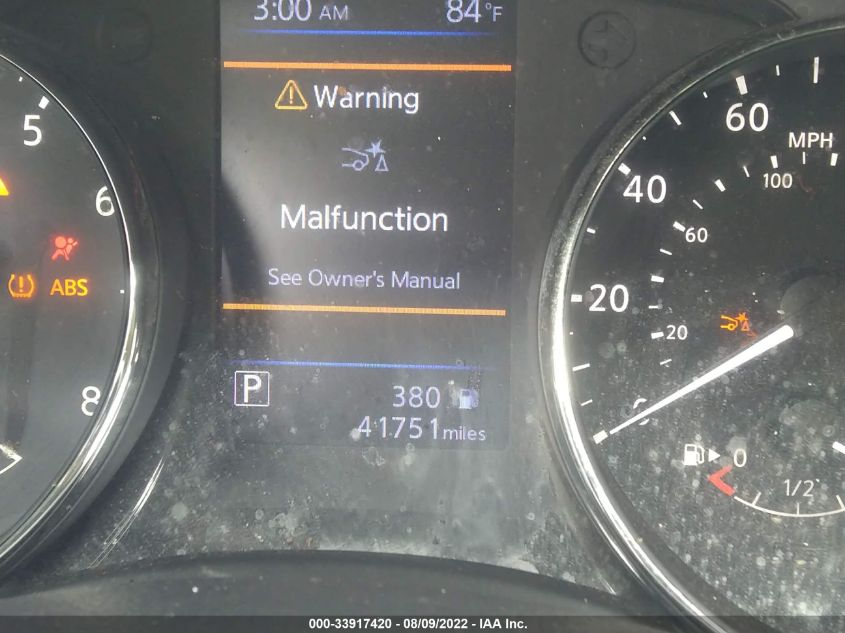 3:00 AM 84°F
Warning
Malfunction
See Owner's Manual
P 380
41751 miles
5
6
ABS
8
60
MPH
100
40
60
20
20
0
1/2
000-33917420 - 08/09/2022 - IAA Inc.